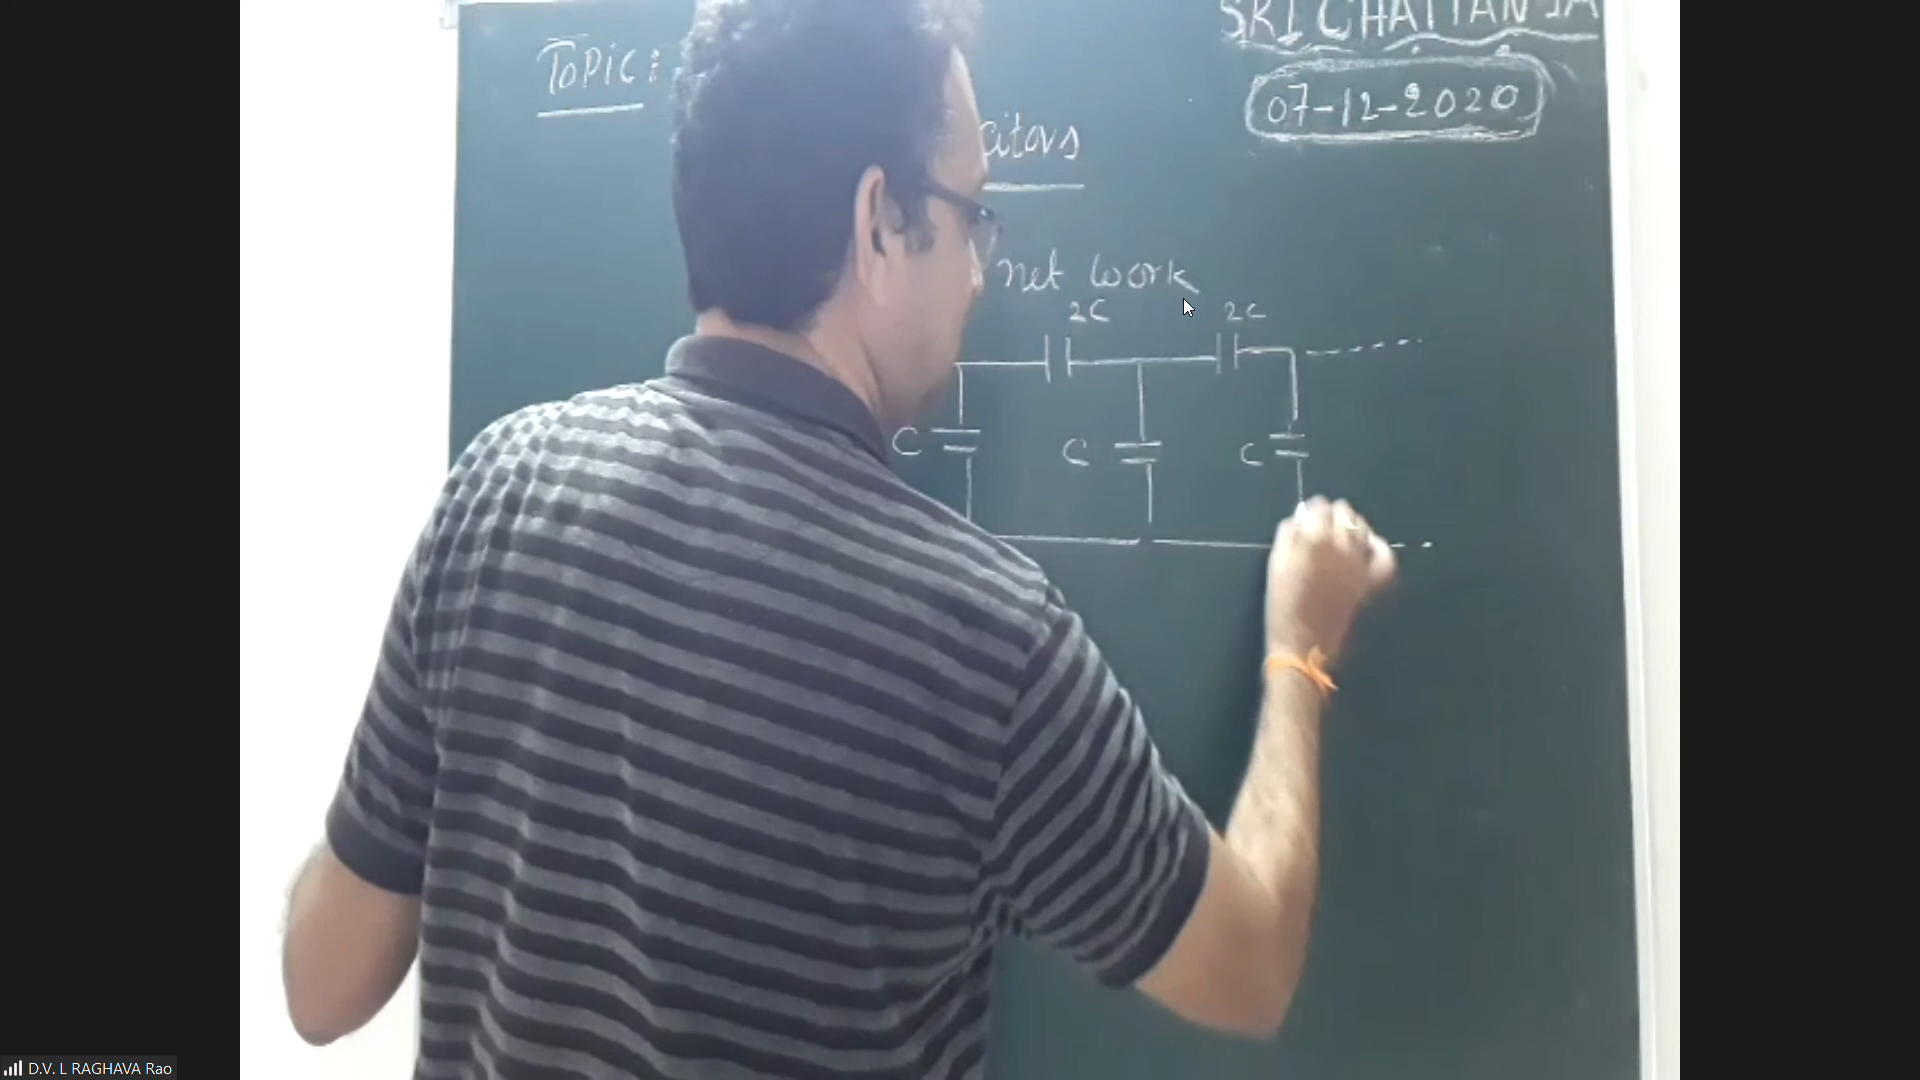 SRI CHAITANYA
Topic:
07-12-2020
citors
net work
2C 2C
C C C
D.V. L RAGHAVA Rao